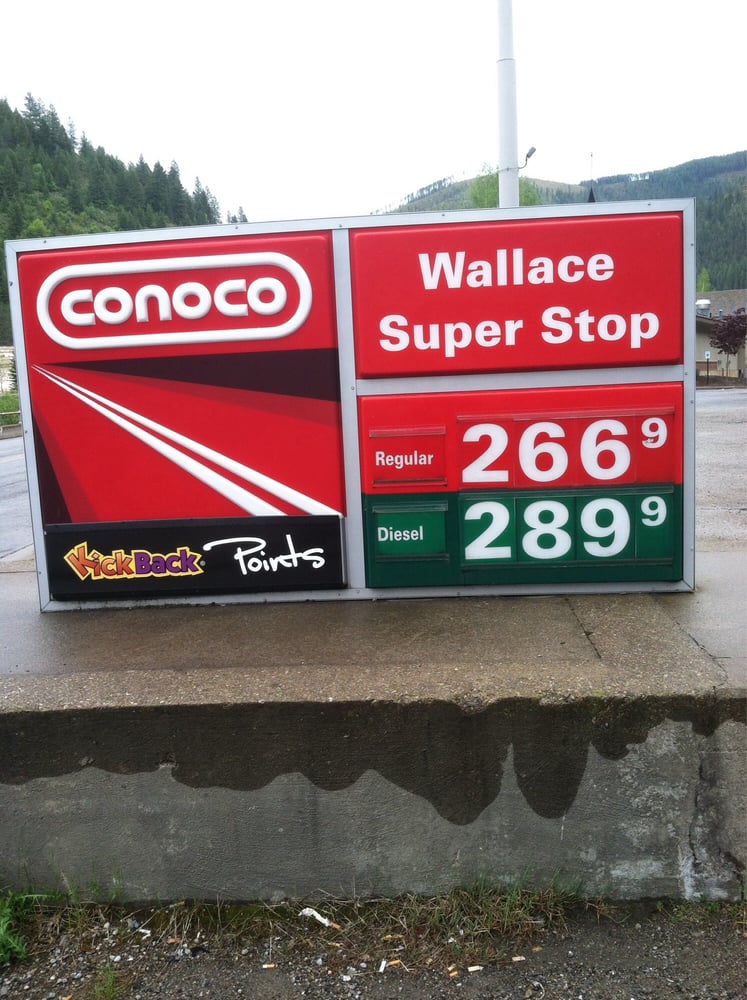 conoco
KickBack Points
Wallace
Super Stop
Regular 266 9
Diesel 289 9